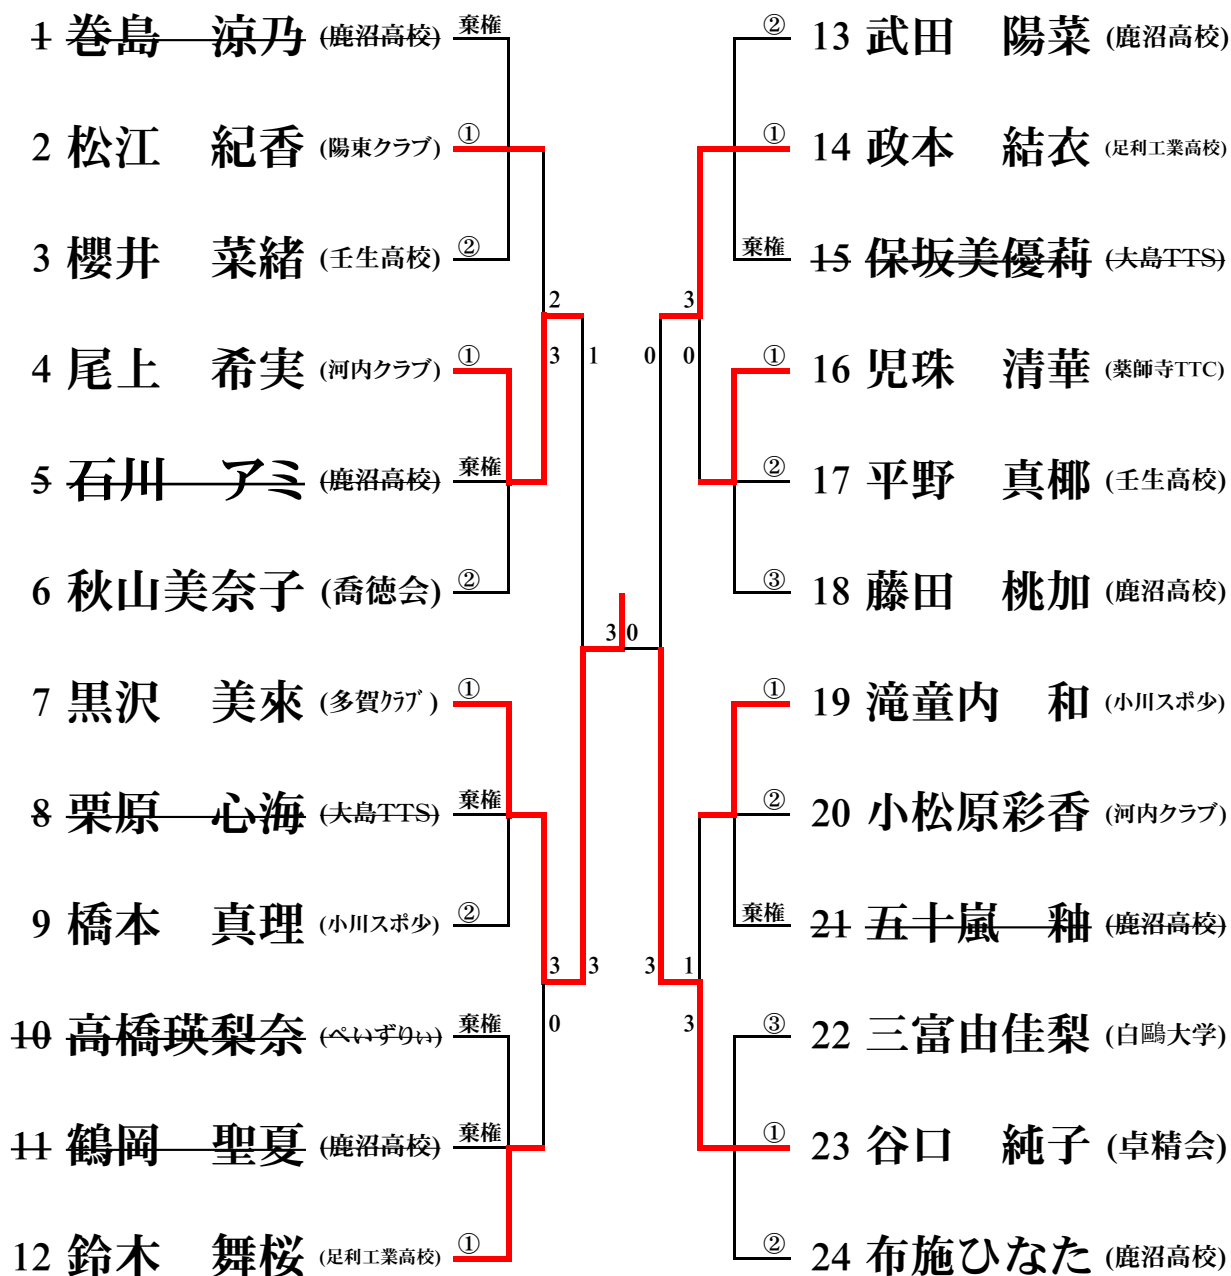 1 巻島 涼乃 (鹿沼高校) 棄権
2 松江 紀香 (陽東クラブ) ①
3 櫻井 菜緒 (壬生高校) ②
2
4 尾上 希実 (河内クラブ) ① 3 1
5 石川 アミ (鹿沼高校) 棄権
6 秋山美奈子 (喬徳会) ②
3 0
7 黒沢 美來 (多賀クラブ) ①
8 栗原 心海 (大島TTS) 棄権
9 橋本 真理 (小川スポ少) ②
3 3
10 高橋瑛梨奈 (ぺいずりぃ) 棄権 0
11 鶴岡 聖夏 (鹿沼高校) 棄権
12 鈴木 舞桜 (足利工業高校) ①
② 13 武田 陽菜 (鹿沼高校)
① 14 政本 結衣 (足利工業高校)
棄権 15 保坂美優莉 (大島TTS)
3
0 0 ① 16 児珠 清華 (薬師寺TTC)
② 17 平野 真椰 (壬生高校)
③ 18 藤田 桃加 (鹿沼高校)
① 19 滝童内 和 (小川スポ少)
② 20 小松原彩香 (河内クラブ)
棄権 21 五十嵐 釉 (鹿沼高校)
3 1
3 ③ 22 三富由佳梨 (白鷗大学)
① 23 谷口 純子 (卓精会)
② 24 布施ひなた (鹿沼高校)